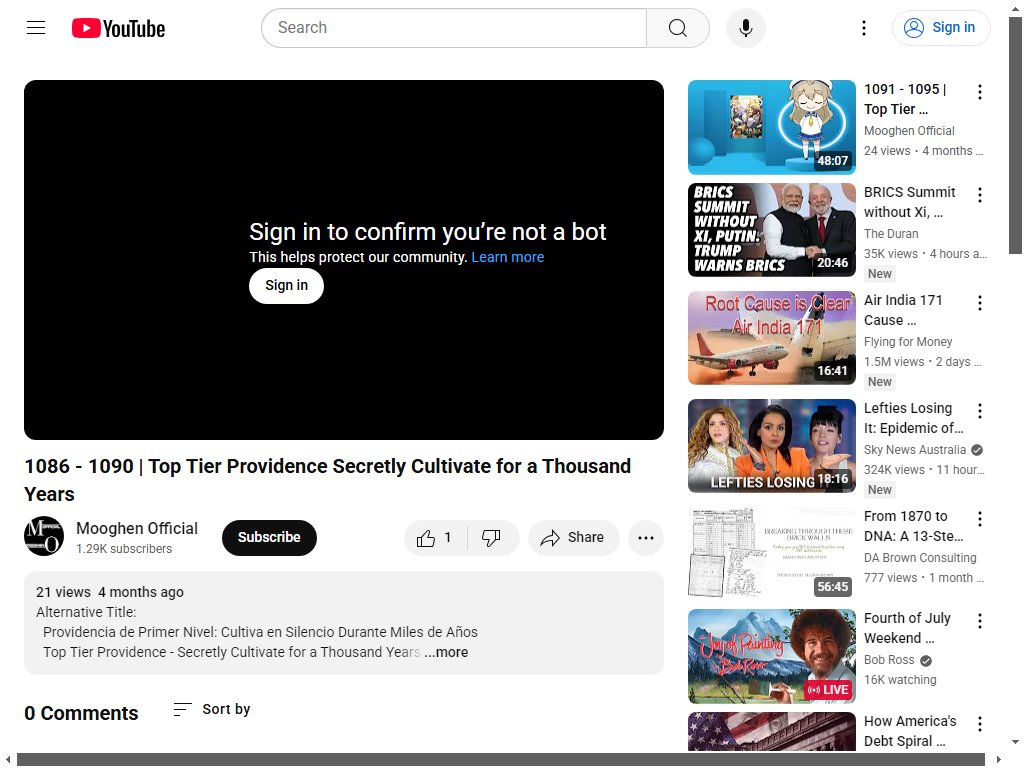 YouTube
Search
Sign in
Sign in to confirm you're not a bot
This helps protect our community. Learn more
Sign in
1086 - 1090 | Top Tier Providence Secretly Cultivate for a Thousand
Years
Mooghen Official
1.29K subscribers
Subscribe
1
Share
21 views 4 months ago
Alternative Title:
Providencia de Primer Nivel: Cultiva en Silencio Durante Miles de Años
Top Tier Providence - Secretly Cultivate for a Thousand Years ...more
0 Comments
Sort by
48:07
1091 - 1095 |
Top Tier ...
Mooghen Official
24 views • 4 months ...
BRICS
SUMMIT
WITHOUT
XI, PUTIN:
TRUMP
WARNS BRICS
20:46
BRICS Summit
without Xi, ...
The Duran
35K views • 4 hours a...
New
Root Cause is Clear
Air India 171
16:41
Air India 171
Cause ...
Flying for Money
1.5M views • 2 days ...
New
LEFTIES LOSING
18:16
Lefties Losing
It: Epidemic of...
Sky News Australia
324K views • 11 hour...
New
BREAKING THROUGH THOSE
BRICK WALLS
56:45
From 1870 to
DNA: A 13-Ste...
DA Brown Consulting
777 views • 1 month ...
Joy of Painting
Bob Ross
LIVE
Fourth of July
Weekend ...
Bob Ross
16K watching
How America's
Debt Spiral ...